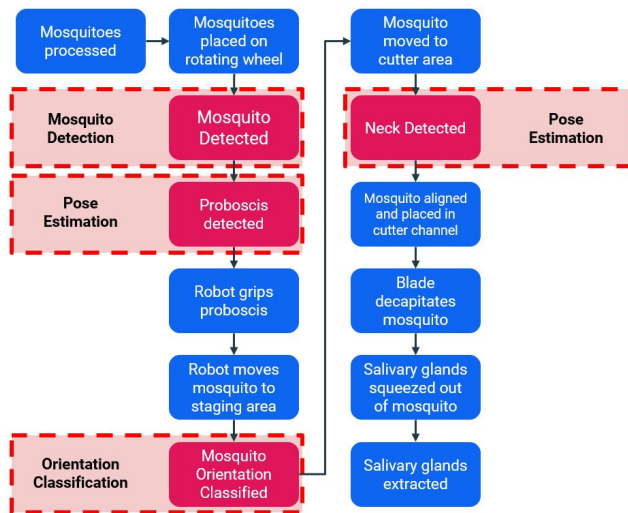 Mosquitoes
processed
Mosquitoes
placed on
rotating wheel
Mosquito
Detection
Mosquito
Detected
Pose
Estimation
Proboscis
detected
Robot grips
proboscis
Robot moves
mosquito to
staging area
Orientation
Classification
Mosquito
Orientation
Classified
Mosquito
moved to
cutter area
Neck Detected
Pose
Estimation
Mosquito aligned
and placed in
cutter channel
Blade
decapitates
mosquito
Salivary glands
squeezed out
of mosquito
Salivary glands
extracted